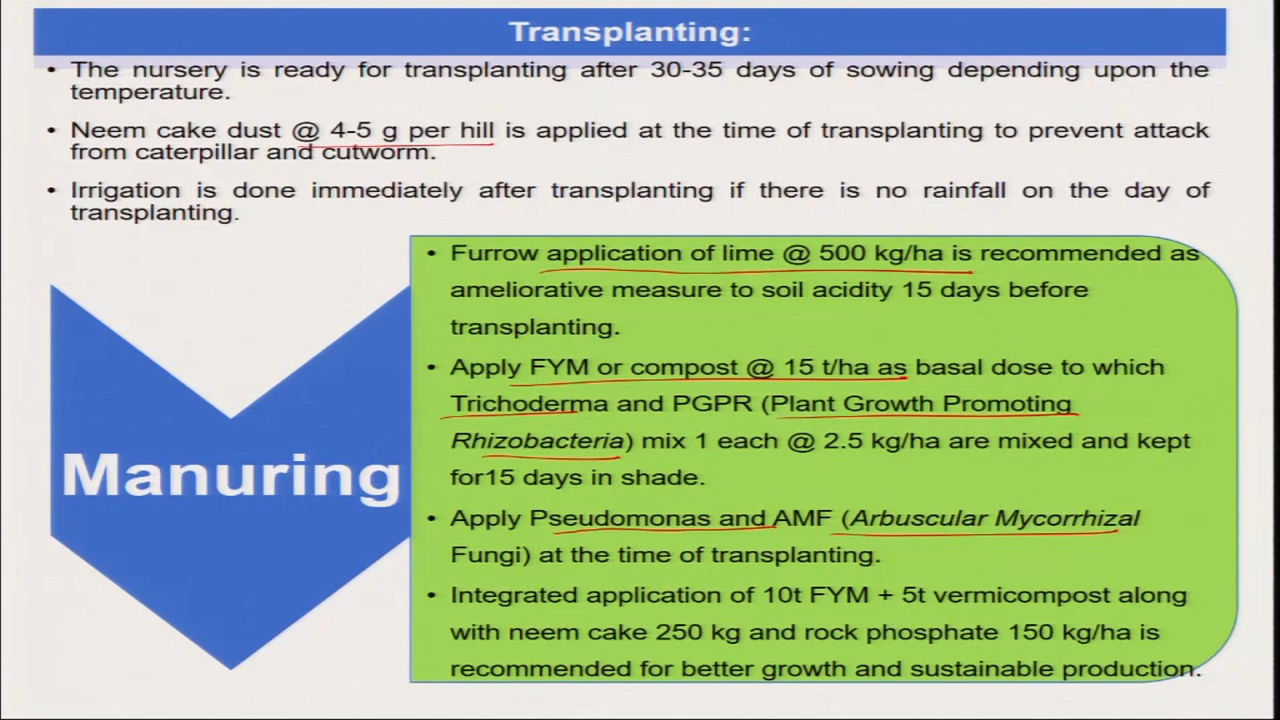 Transplanting:
• The nursery is ready for transplanting after 30-35 days of sowing depending upon the
temperature.
• Neem cake dust @ 4-5 g per hill is applied at the time of transplanting to prevent attack
from caterpillar and cutworm.
• Irrigation is done immediately after transplanting if there is no rainfall on the day of
transplanting.
Manuring
• Furrow application of lime @ 500 kg/ha is recommended as
ameliorative measure to soil acidity 15 days before
transplanting.
• Apply FYM or compost @ 15 t/ha as basal dose to which
Trichoderma and PGPR (Plant Growth Promoting
Rhizobacteria) mix 1 each @ 2.5 kg/ha are mixed and kept
for15 days in shade.
• Apply Pseudomonas and AMF (Arbuscular Mycorrhizal
Fungi) at the time of transplanting.
• Integrated application of 10t FYM + 5t vermicompost along
with neem cake 250 kg and rock phosphate 150 kg/ha is
recommended for better growth and sustainable production.